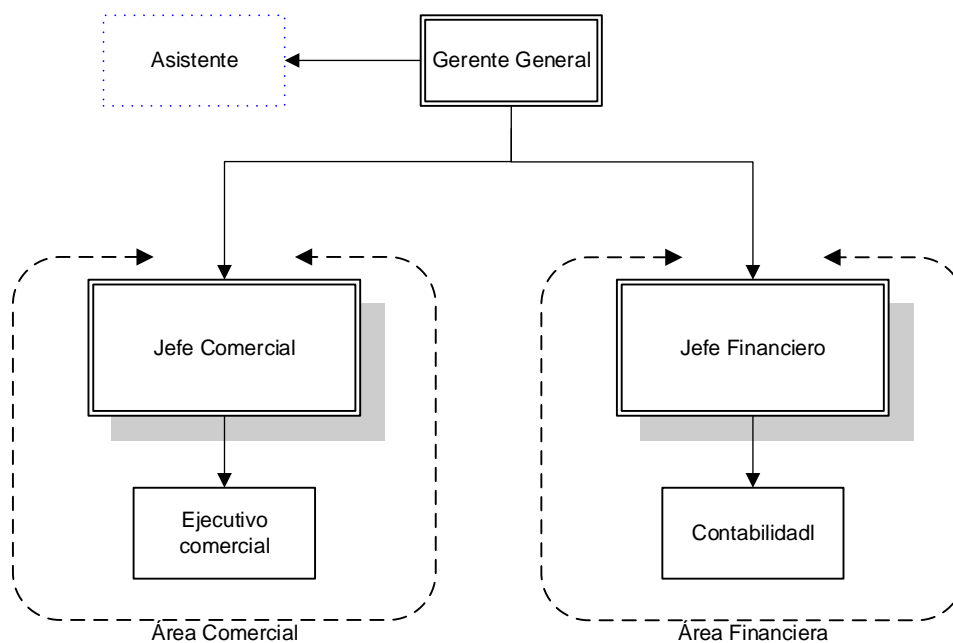 Asistente
Gerente General
Jefe Comercial
Jefe Financiero
Ejecutivo
comercial
Contabilidadl
Área Comercial
Área Financiera